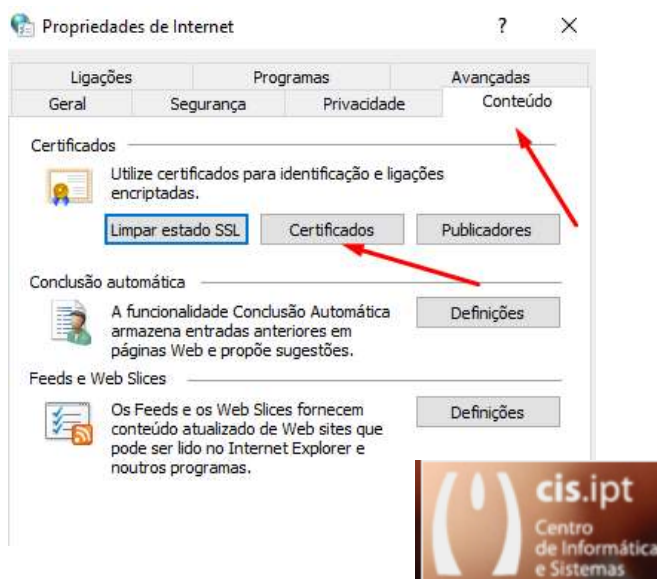 Propriedades de Internet
?
Ligações Programas Avançadas
Geral Segurança Privacidade Conteúdo
Certificados
Utilize certificados para identificação e ligações
encriptadas.
Limpar estado SSL Certificados Publicadores
Conclusão automática
A funcionalidade Conclusão Automática
armazena entradas anteriores em
páginas Web e propõe sugestões.
Definições
Feeds e Web Slices
Os Feeds e os Web Slices fornecem
conteúdo atualizado de Web sites que
pode ser lido no Internet Explorer e
noutros programas.
Definições
cis.ipt
Centro
de Informática
e Sistemas